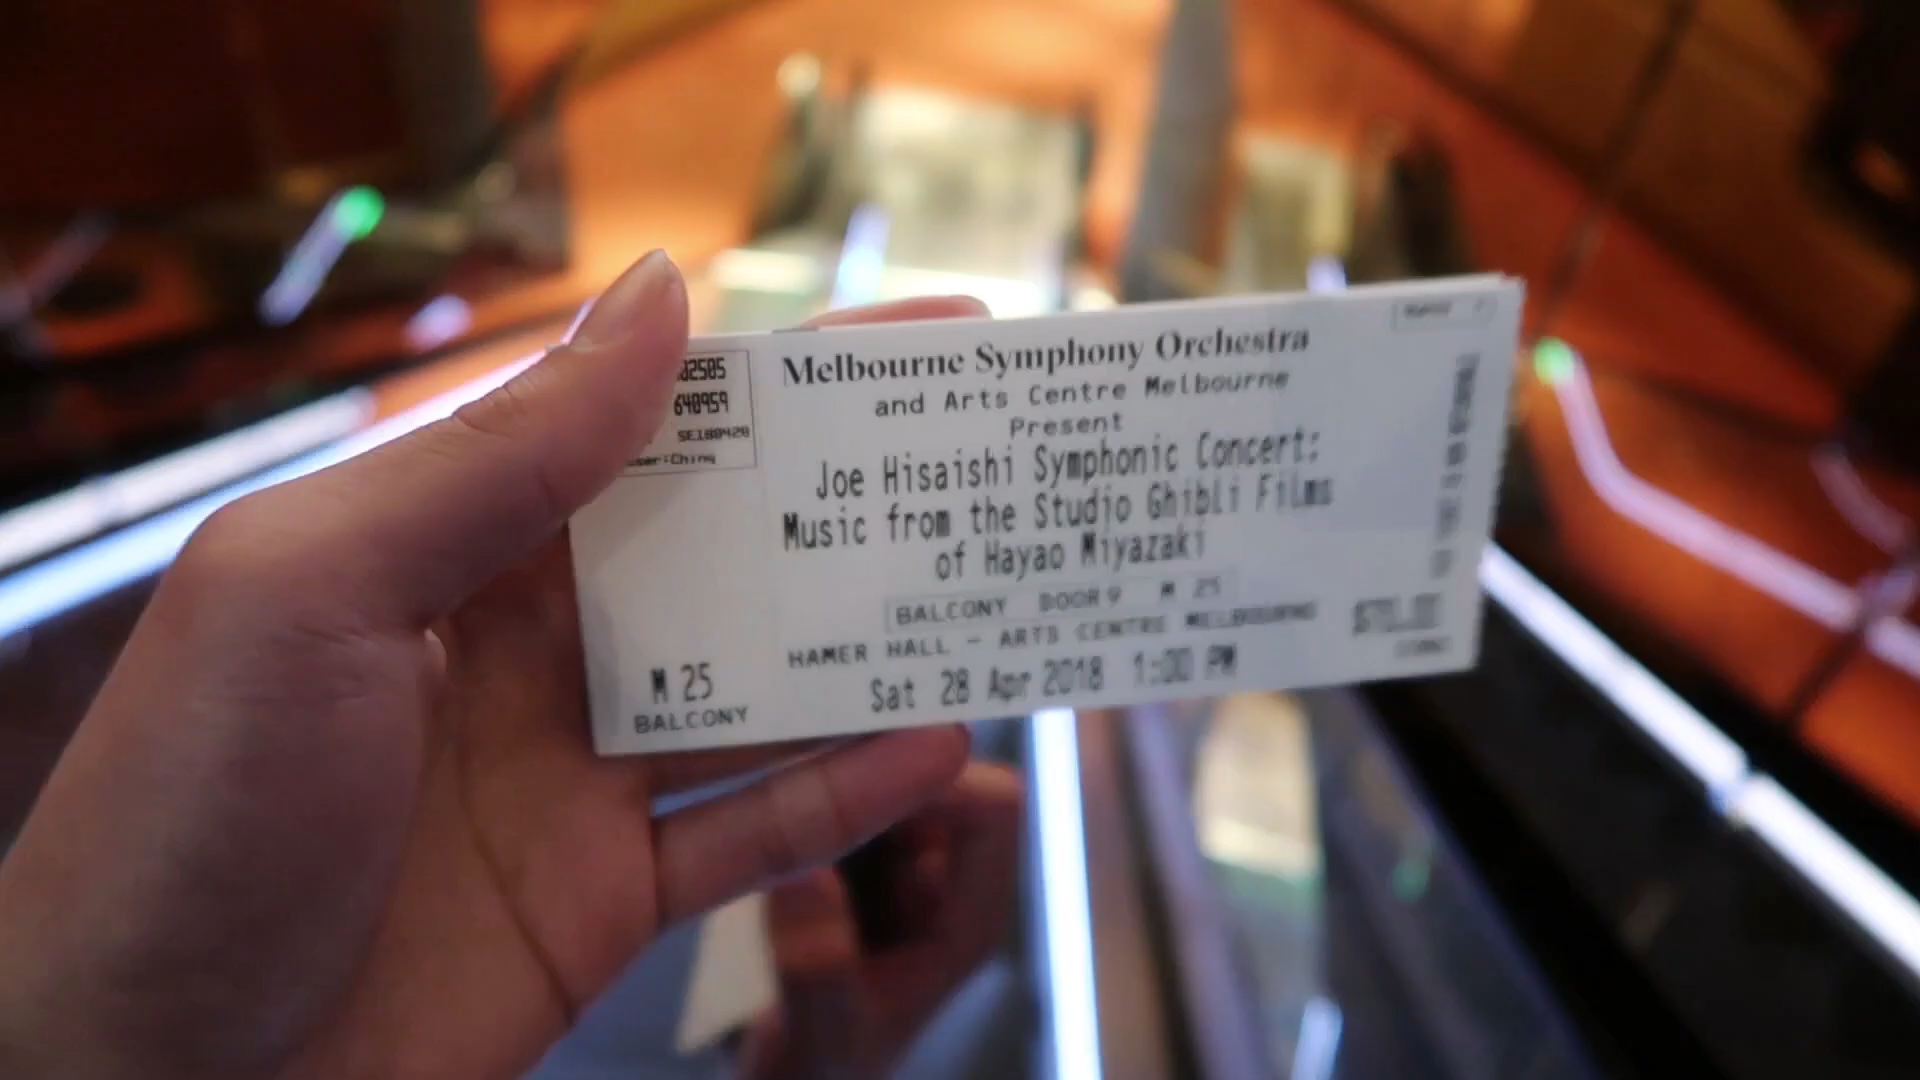 640959
SE180428
Melbourne Symphony Orchestra
and Arts Centre Melbourne
Present
Joe Hisaishi Symphonic Concert:
Music from the Studio Ghibli Films
of Hayao Miyazaki
BALCONY DOOR 9 M 25
HAMER HALL - ARTS CENTRE MELBOURNE
Sat 28 Apr 2018 1:00 PM
M 25
BALCONY